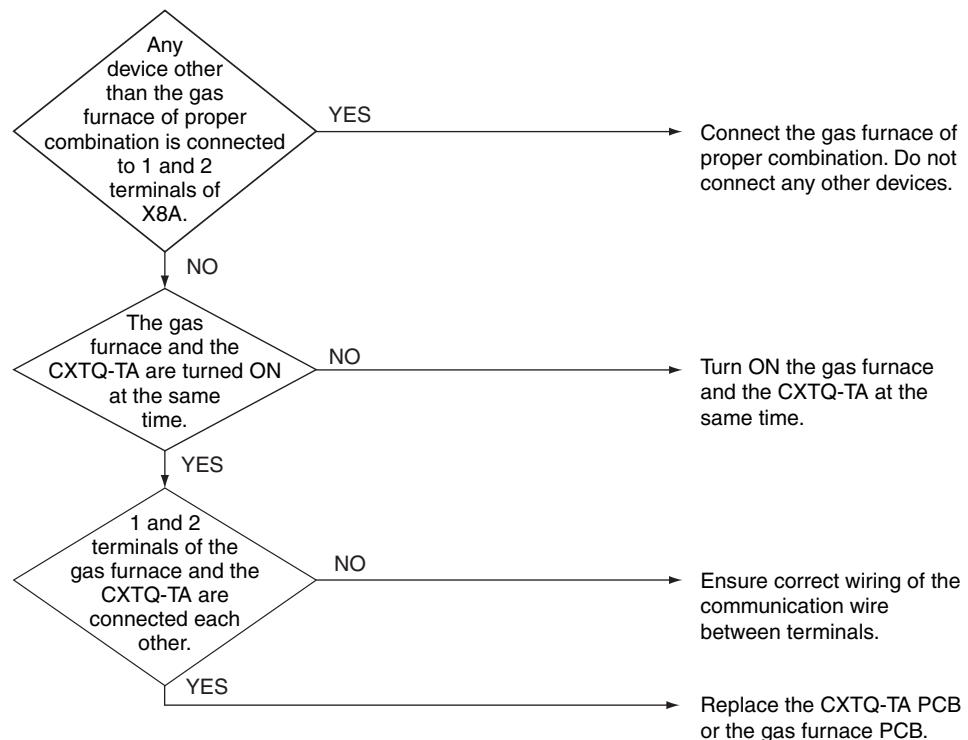 Any
device other
than the gas
furnace of proper
combination is connected
to 1 and 2
terminals of
X8A.
YES
Connect the gas furnace of
proper combination. Do not
connect any other devices.
NO
The gas
furnace and the
CXTQ-TA are turned ON
at the same
time.
NO
Turn ON the gas furnace
and the CXTQ-TA at the
same time.
YES
1 and 2
terminals of the
gas furnace and the
CXTQ-TA are
connected each
other.
NO
Ensure correct wiring of the
communication wire
between terminals.
YES
Replace the CXTQ-TA PCB
or the gas furnace PCB.